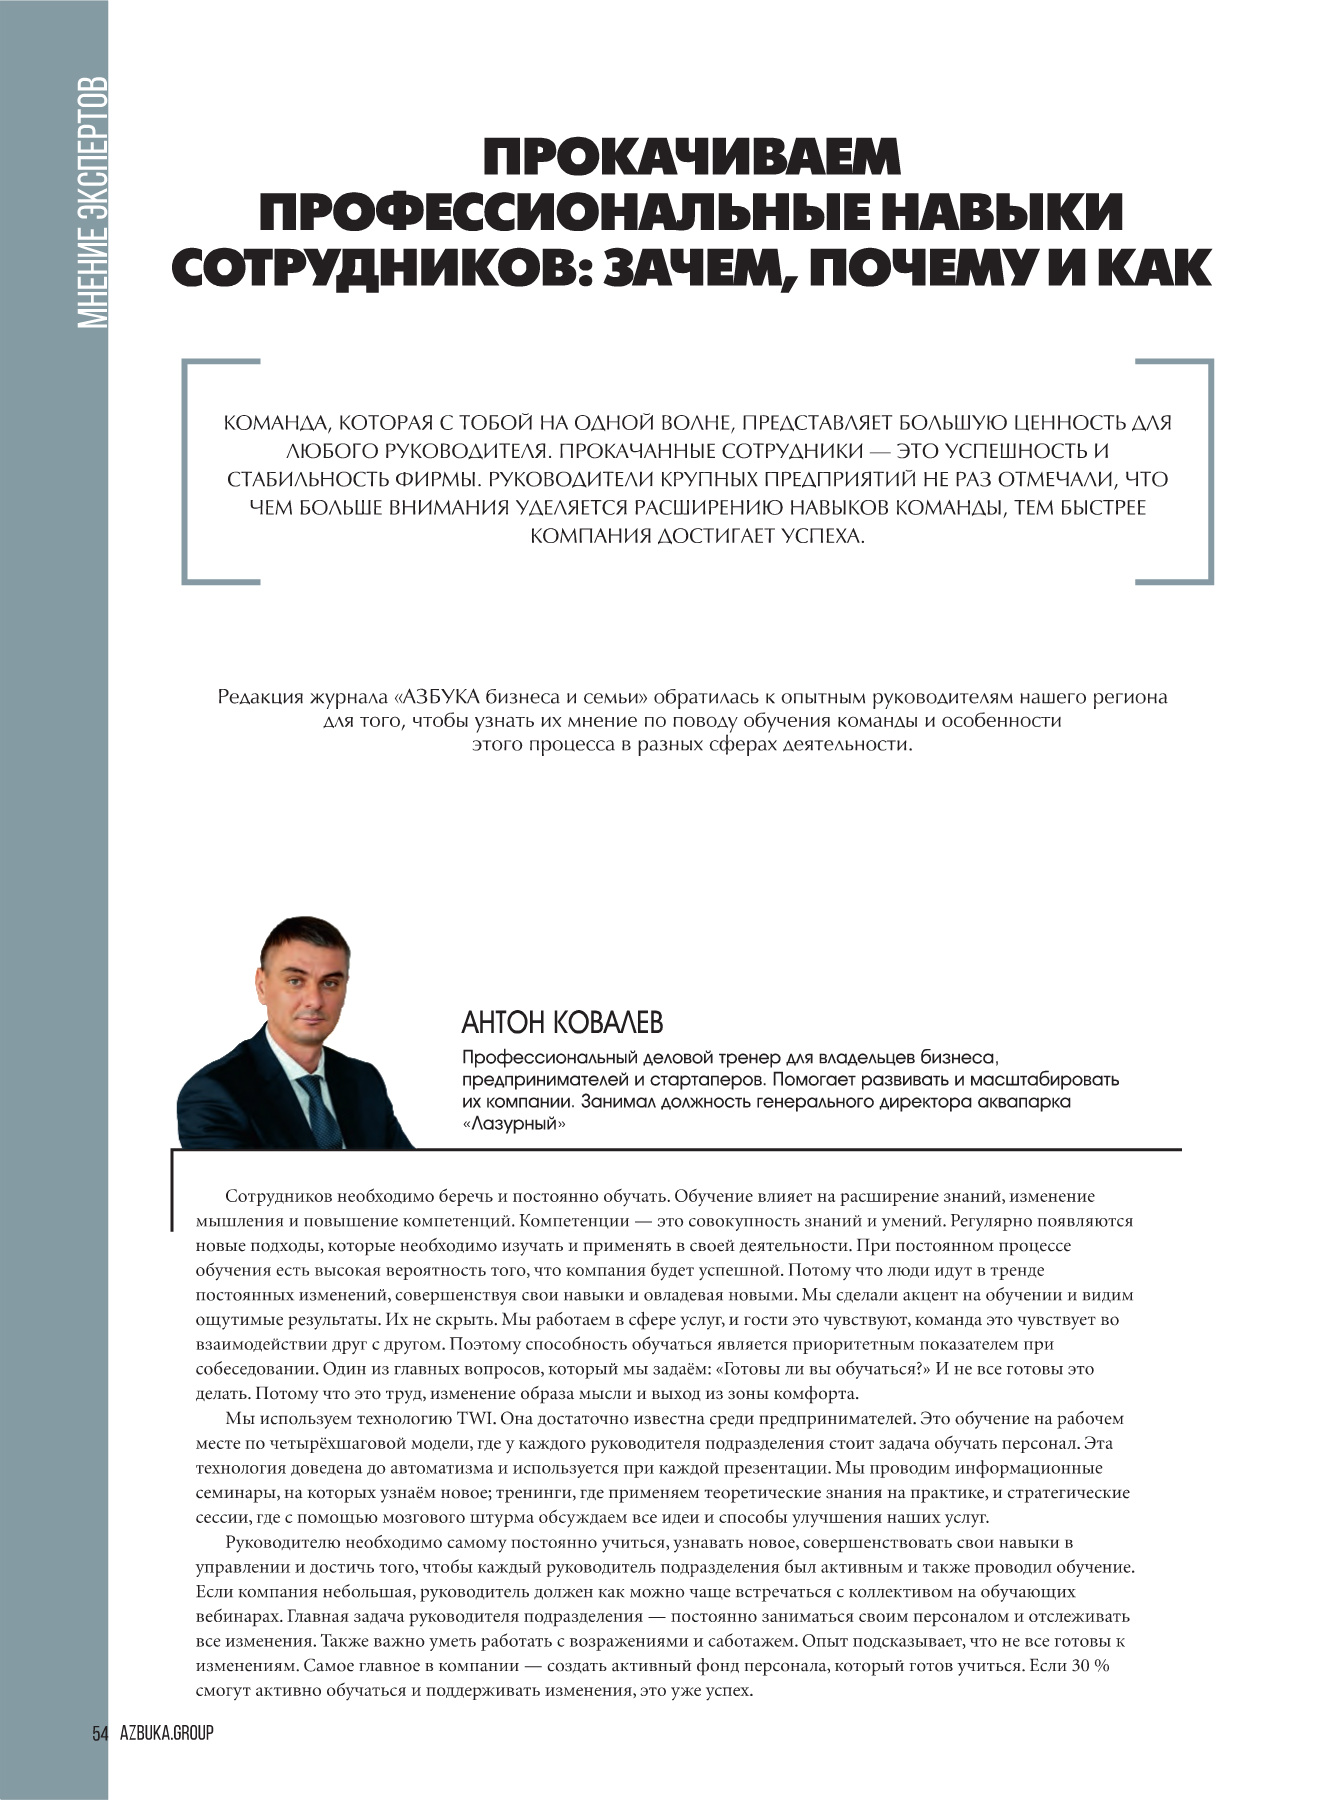 МНЕНИЕ ЭКСПЕРТОВ
ПРОКАЧИВАЕМ
ПРОФЕССИОНАЛЬНЫЕ НАВЫКИ
СОТРУДНИКОВ: ЗАЧЕМ, ПОЧЕМУ И КАК
КОМАНДА, КОТОРАЯ С ТОБОЙ НА ОДНОЙ ВОЛНЕ, ПРЕДСТАВЛЯЕТ БОЛЬШУЮ ЦЕННОСТЬ ДЛЯ
ЛЮБОГО РУКОВОДИТЕЛЯ. ПРОКАЧАННЫЕ СОТРУДНИКИ — ЭТО УСПЕШНОСТЬ И
СТАБИЛЬНОСТЬ ФИРМЫ. РУКОВОДИТЕЛИ КРУПНЫХ ПРЕДПРИЯТИЙ НЕ РАЗ ОТМЕЧАЛИ, ЧТО
ЧЕМ БОЛЬШЕ ВНИМАНИЯ УДЕЛЯЕТСЯ РАСШИРЕНИЮ НАВЫКОВ КОМАНДЫ, ТЕМ БЫСТРЕЕ
КОМПАНИЯ ДОСТИГАЕТ УСПЕХА.
Редакция журнала «АЗБУКА бизнеса и семьи» обратилась к опытным руководителям нашего региона
для того, чтобы узнать их мнение по поводу обучения команды и особенности
этого процесса в разных сферах деятельности.
АНТОН КОВАЛЕВ
Профессиональный деловой тренер для владельцев бизнеса,
предпринимателей и стартаперов. Помогает развивать и масштабировать
их компании. Занимал должность генерального директора аквапарка
«Лазурный»
Сотрудников необходимо беречь и постоянно обучать. Обучение влияет на расширение знаний, изменение
мышления и повышение компетенций. Компетенции — это совокупность знаний и умений. Регулярно появляются
новые подходы, которые необходимо изучать и применять в своей деятельности. При постоянном процессе
обучения есть высокая вероятность того, что компания будет успешной. Потому что люди идут в тренде
постоянных изменений, совершенствуя свои навыки и овладевая новыми. Мы сделали акцент на обучении и видим
ощутимые результаты. Их не скрыть. Мы работаем в сфере услуг, и гости это чувствуют, команда это чувствует во
взаимодействии друг с другом. Поэтому способность обучаться является приоритетным показателем при
собеседовании. Один из главных вопросов, который мы задаём: «Готовы ли вы обучаться?» И не все готовы это
делать. Потому что это труд, изменение образа мысли и выход из зоны комфорта.
Мы используем технологию TWI. Она достаточно известна среди предпринимателей. Это обучение на рабочем
месте по четырёхшаговой модели, где у каждого руководителя подразделения стоит задача обучать персонал. Эта
технология доведена до автоматизма и используется при каждой презентации. Мы проводим информационные
семинары, на которых узнаём новое; тренинги, где применяем теоретические знания на практике, и стратегические
сессии, где с помощью мозгового штурма обсуждаем все идеи и способы улучшения наших услуг.
Руководителю необходимо самому постоянно учиться, узнавать новое, совершенствовать свои навыки в
управлении и достичь того, чтобы каждый руководитель подразделения был активным и также проводил обучение.
Если компания небольшая, руководитель должен как можно чаще встречаться с коллективом на обучающих
вебинарах. Главная задача руководителя подразделения — постоянно заниматься своим персоналом и отслеживать
все изменения. Также важно уметь работать с возражениями и саботажем. Опыт подсказывает, что не все готовы к
изменениям. Самое главное в компании — создать активный фонд персонала, который готов учиться. Если 30 %
смогут активно обучаться и поддерживать изменения, это уже успех.
54 AZBUKA.GROUP